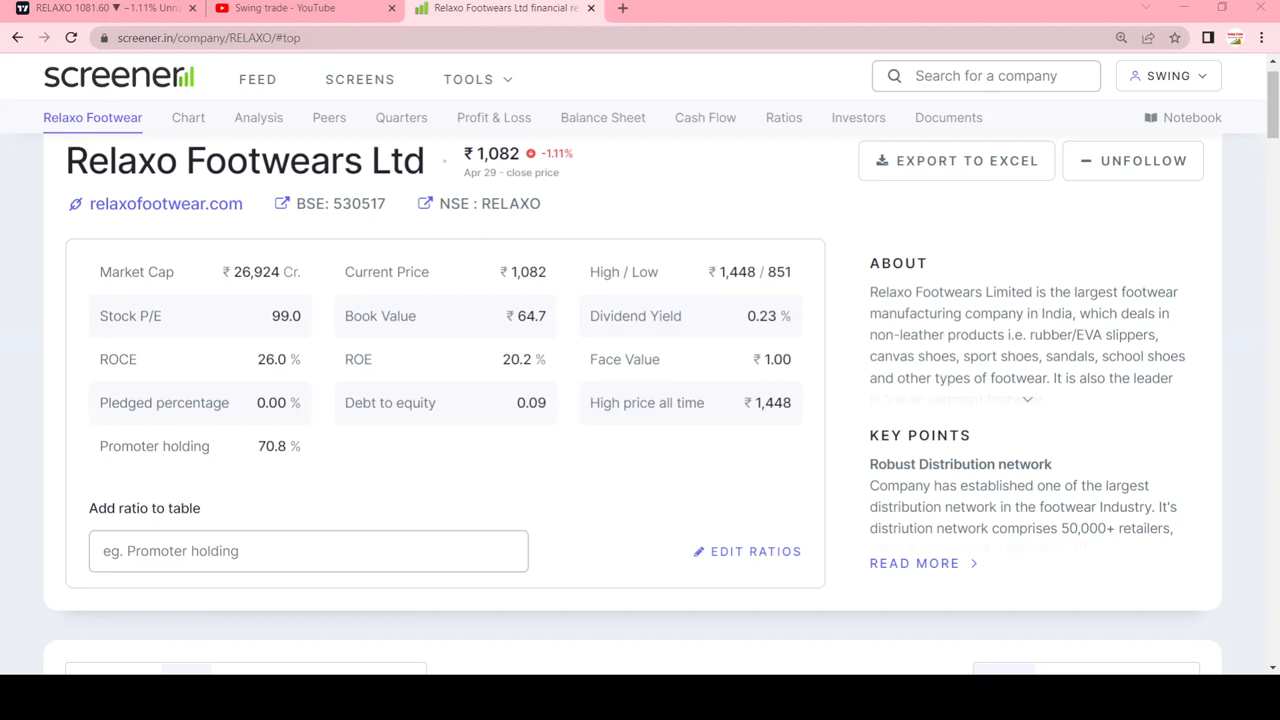 RELAXO 1081.60 ▼ −1.11% Unna
Swing trade - YouTube
Relaxo Footwears Ltd financial re
screener.in/company/RELAXO/#top
screener
FEED
SCREENS
TOOLS
Search for a company
SWING
Relaxo Footwear
Chart
Analysis
Peers
Quarters
Profit & Loss
Balance Sheet
Cash Flow
Ratios
Investors
Documents
Notebook
Relaxo Footwears Ltd
₹ 1,082 -1.11%
Apr 29 - close price
EXPORT TO EXCEL
UNFOLLOW
relaxofootwear.com
BSE: 530517
NSE : RELAXO
Market Cap ₹ 26,924 Cr.
Current Price ₹ 1,082
High / Low ₹ 1,448 / 851
Stock P/E 99.0
Book Value ₹ 64.7
Dividend Yield 0.23 %
ROCE 26.0 %
ROE 20.2 %
Face Value ₹ 1.00
Pledged percentage 0.00 %
Debt to equity 0.09
High price all time ₹ 1,448
Promoter holding 70.8 %
Add ratio to table
eg. Promoter holding
EDIT RATIOS
ABOUT
Relaxo Footwears Limited is the largest footwear
manufacturing company in India, which deals in
non-leather products i.e. rubber/EVA slippers,
canvas shoes, sport shoes, sandals, school shoes
and other types of footwear. It is also the leader
in 'value' segment footwear.
KEY POINTS
Robust Distribution network
Company has established one of the largest
distribution network in the footwear Industry. It's
distriution network comprises 50,000+ retailers,
READ MORE